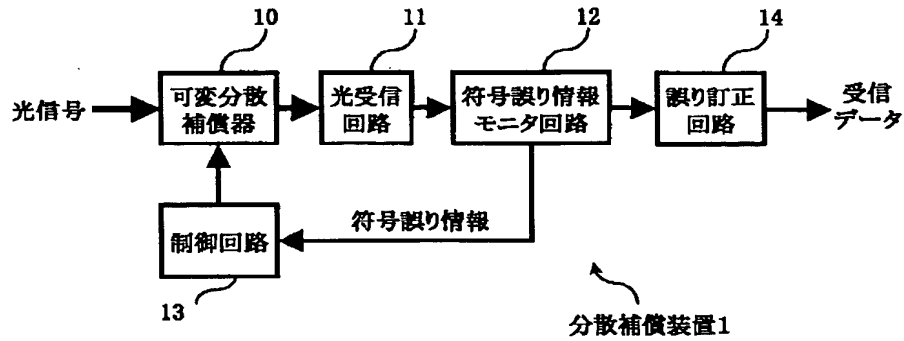 10
11
12
14
光信号
可変分散
補償器
光受信
回路
符号誤り情報
モニタ回路
誤り訂正
回路
受信
データ
制御回路
符号誤り情報
13
分散補償装置1